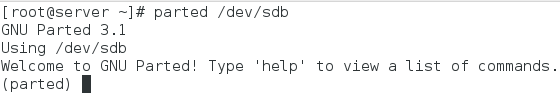 [root@server ~]# parted /dev/sdb
GNU Parted 3.1
Using /dev/sdb
Welcome to GNU Parted! Type 'help' to view a list of commands.
(parted)